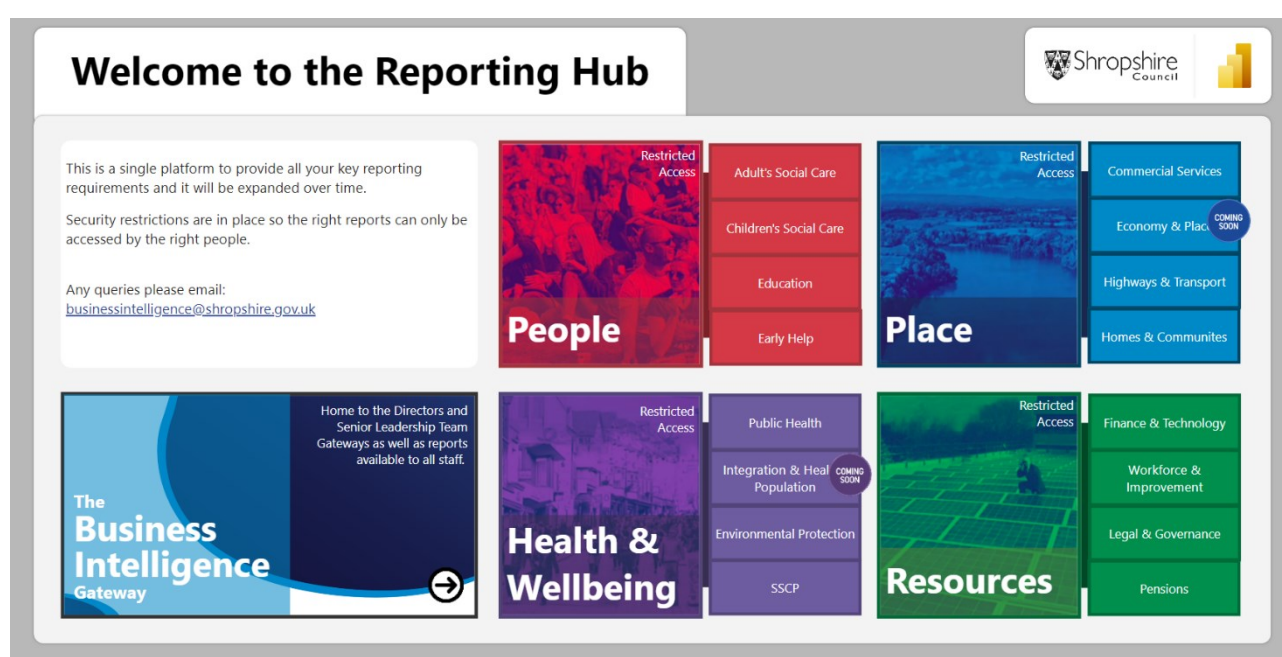 Welcome to the Reporting Hub
Shropshire
Council
This is a single platform to provide all your key reporting
requirements and it will be expanded over time.
Security restrictions are in place so the right reports can only be
accessed by the right people.
Any queries please email:
businessintelligence@shropshire.gov.uk
Restricted
Access
People
Adult's Social Care
Children's Social Care
Education
Early Help
Restricted
Access
Place
Commercial Services
Economy & Plac
COMING
SOON
Highways & Transport
Homes & Communites
Home to the Directors and
Senior Leadership Team
Gateways as well as reports
available to all staff.
The
Business
Intelligence
Gateway
Restricted
Access
Health &
Wellbeing
Public Health
Integration & Heal
Population
COMING
SOON
Environmental Protection
SSCP
Restricted
Access
Resources
Finance & Technology
Workforce &
Improvement
Legal & Governance
Pensions